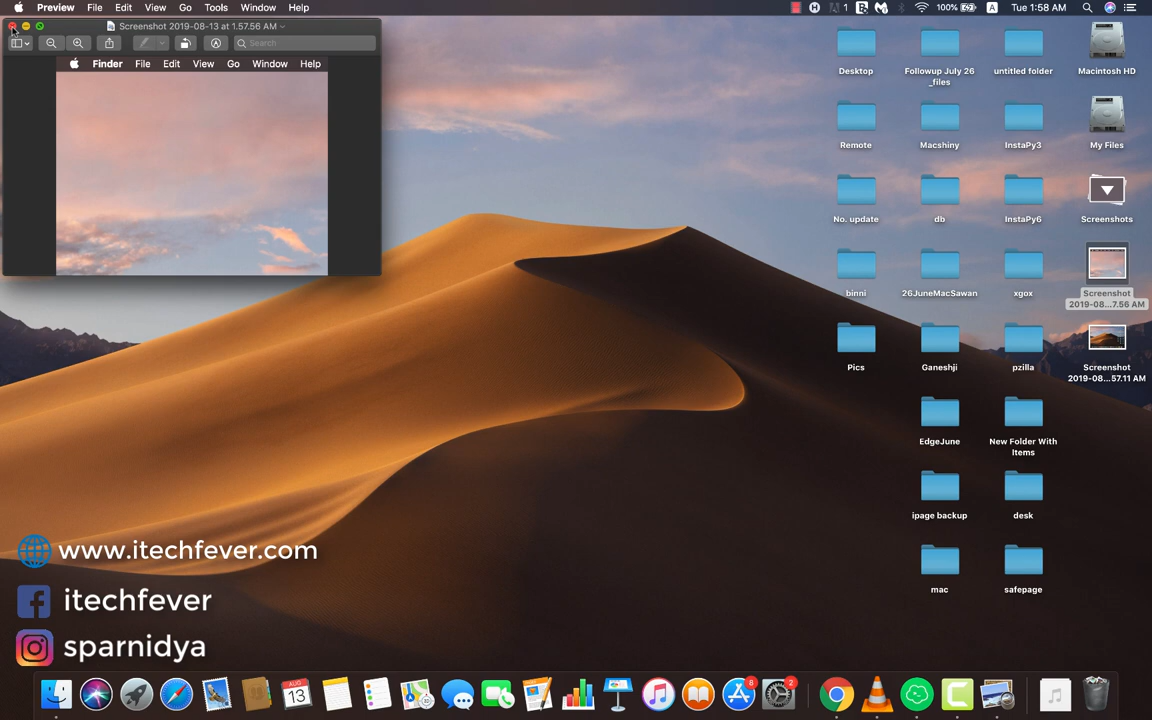 Preview File Edit View Go Tools Window Help
1 100% A Tue 1:58 AM
Screenshot 2019-08-13 at 1.57.56 AM
Search
Finder File Edit View Go Window Help
Desktop
Followup July 26
_files
untitled folder
Macintosh HD
Remote
Macshiny
InstaPy3
My Files
No. update
db
InstaPy6
Screenshots
binni
26JuneMacSawan
xgox
Screenshot
2019-08...7.56 AM
Pics
Ganeshji
pzilla
Screenshot
2019-08...57.11 AM
EdgeJune
New Folder With
Items
ipage backup
desk
mac
safepage
www.itechfever.com
itechfever
sparnidya
AUG
13
6
2